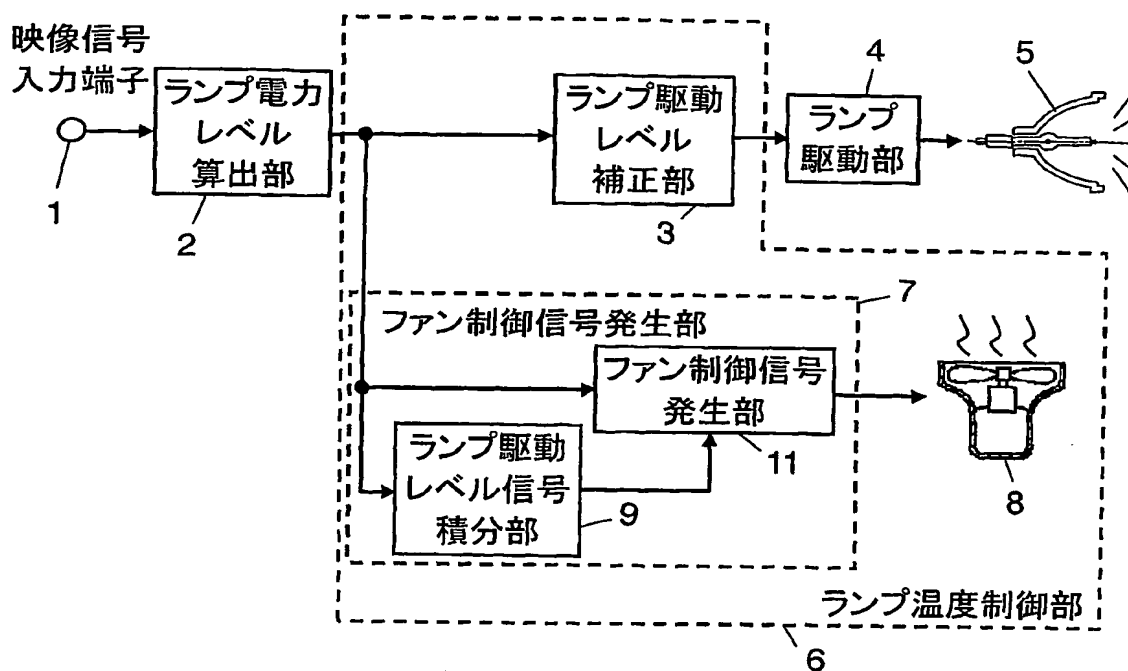 映像信号
入力端子
1
ランプ電力
レベル
算出部
2
ランプ駆動
レベル
補正部
3
4
ランプ
駆動部
5
7
ファン制御信号発生部
ファン制御信号
発生部
11
ランプ駆動
レベル信号
積分部
9
8
ランプ温度制御部
6